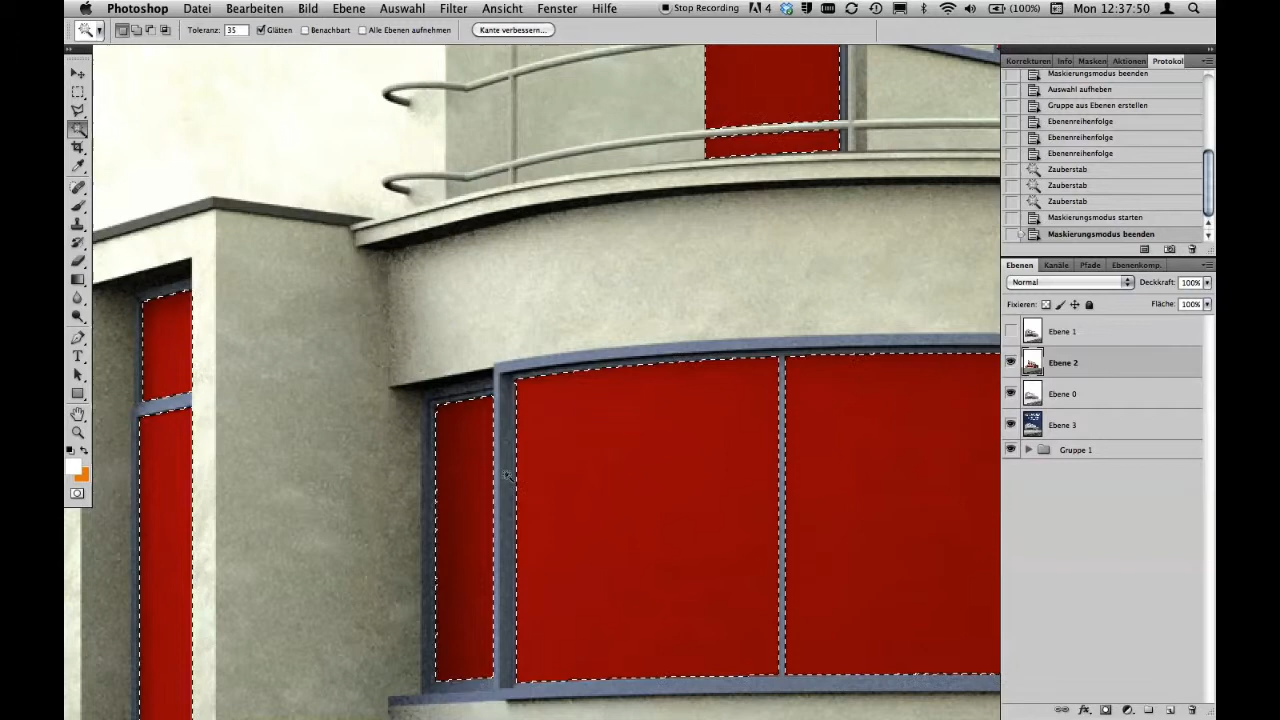 Photoshop Datei Bearbeiten Bild Ebene Auswahl Filter Ansicht Fenster Hilfe Stop Recording 4 (100%) Mon 12:37:50
Toleranz: 35 Glätten Benachbart Alle Ebenen aufnehmen Kante verbessern...
Korrekturen Info Masken Aktionen Protokol
Maskierungsmodus beenden
Auswahl aufheben
Gruppe aus Ebenen erstellen
Ebenenreihenfolge
Ebenenreihenfolge
Ebenenreihenfolge
Zauberstab
Zauberstab
Zauberstab
Maskierungsmodus starten
Maskierungsmodus beenden
Ebenen Kanäle Pfade Ebenenkomp.
Normal Deckkraft: 100%
Fixieren: Fläche: 100%
Ebene 1
Ebene 2
Ebene 0
Ebene 3
Gruppe 1